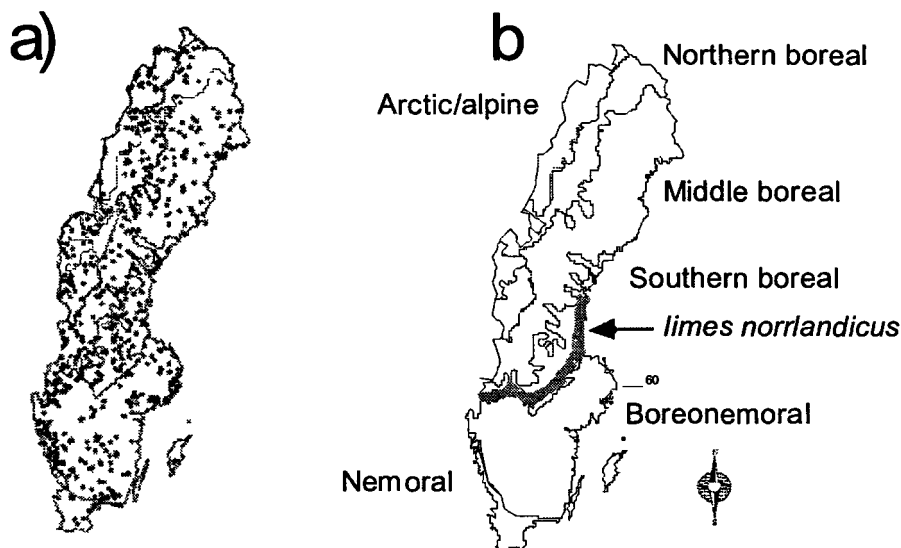 a)
b
Northern boreal
Arctic/alpine
Middle boreal
Southern boreal
limes norrlandicus
60
Boreonemoral
Nemoral